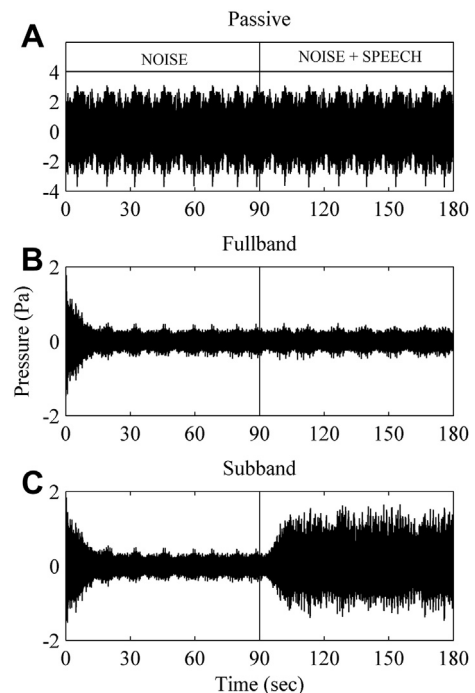 A
Passive
NOISE
NOISE + SPEECH
4
2
0
-2
-4
0 30 60 90 120 150 180
B
Fullband
2
0
-2
Pressure (Pa)
0 30 60 90 120 150 180
C
Subband
2
0
-2
0 30 60 90 120 150 180
Time (sec)